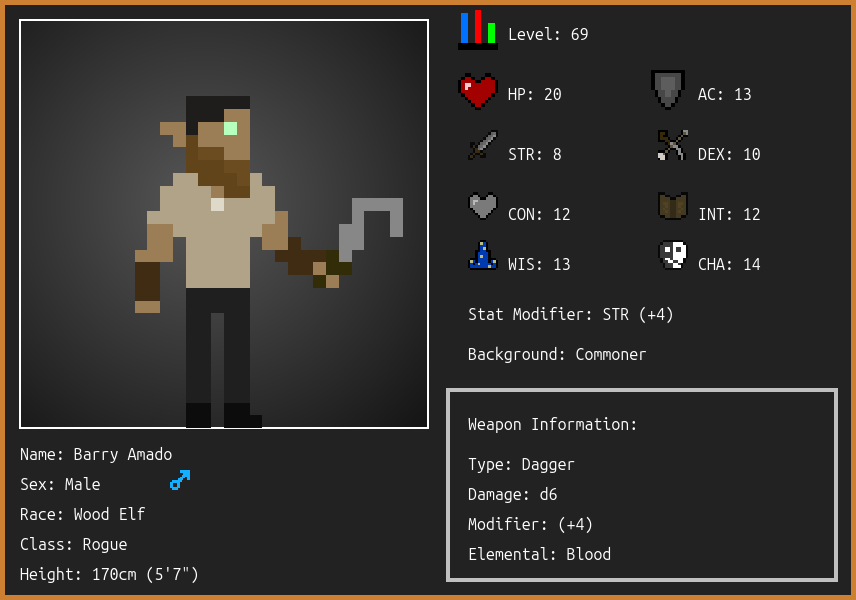 Level: 69
HP: 20
AC: 13
STR: 8
DEX: 10
CON: 12
INT: 12
WIS: 13
CHA: 14
Stat Modifier: STR (+4)
Background: Commoner
Weapon Information:
Type: Dagger
Damage: d6
Modifier: (+4)
Elemental: Blood
Name: Barry Amado
Sex: Male
Race: Wood Elf
Class: Rogue
Height: 170cm (5'7")